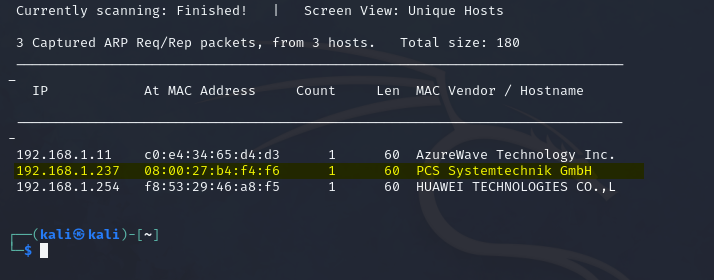 Currently scanning: Finished!   |   Screen View: Unique Hosts
3 Captured ARP Req/Rep packets, from 3 hosts.   Total size: 180
_____________________________________________________________________________
_
  IP            At MAC Address     Count     Len  MAC Vendor / Hostname
-----------------------------------------------------------------------------
-
192.168.1.11    c0:e4:34:65:d4:d3      1      60  AzureWave Technology Inc.
192.168.1.237   08:00:27:b4:f4:f6      1      60  PCS Systemtechnik GmbH
192.168.1.254   f8:53:29:46:a8:f5      1      60  HUAWEI TECHNOLOGIES CO.,L
┌──(kali㉿kali)-[~]
└─$